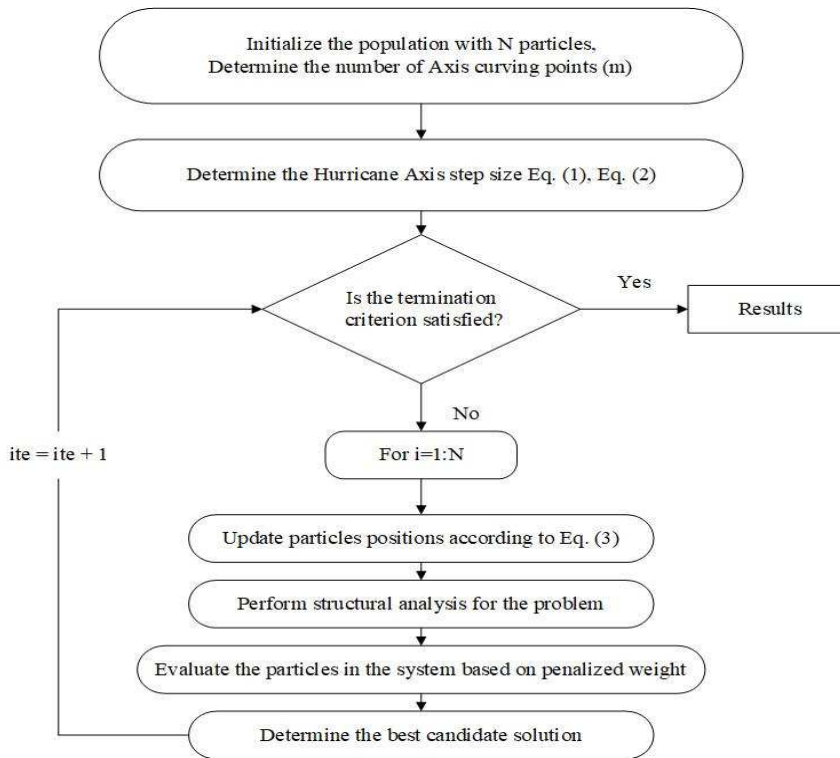 Initialize the population with N particles,
Determine the number of Axis curving points (m)
Determine the Hurricane Axis step size Eq. (1), Eq. (2)
Is the termination
criterion satisfied?
Yes
Results
No
For i=1:N
ite = ite + 1
Update particles positions according to Eq. (3)
Perform structural analysis for the problem
Evaluate the particles in the system based on penalized weight
Determine the best candidate solution